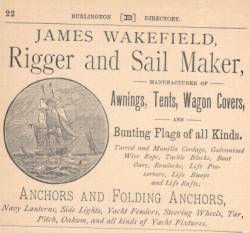 22 BURLINGTON [B] DIRECTORY.
JAMES WAKEFIELD,
Rigger and Sail Maker,
MANUFACTURER OF
Awnings, Tents, Wagon Covers,
AND
Bunting Flags of all Kinds,
Tarred and Manilla Cordage, Galvanized
Wire Rope, Tackle Blocks, Boat
Oars, Rowlocks, Life Pre-
servers, Life Buoys
and Life Rafts,
ANCHORS AND FOLDING ANCHORS,
Navy Lanterns, Side Lights, Yacht Fenders, Steering Wheels, Tar,
Pitch, Oakum, and all kinds of Yacht Fixtures.